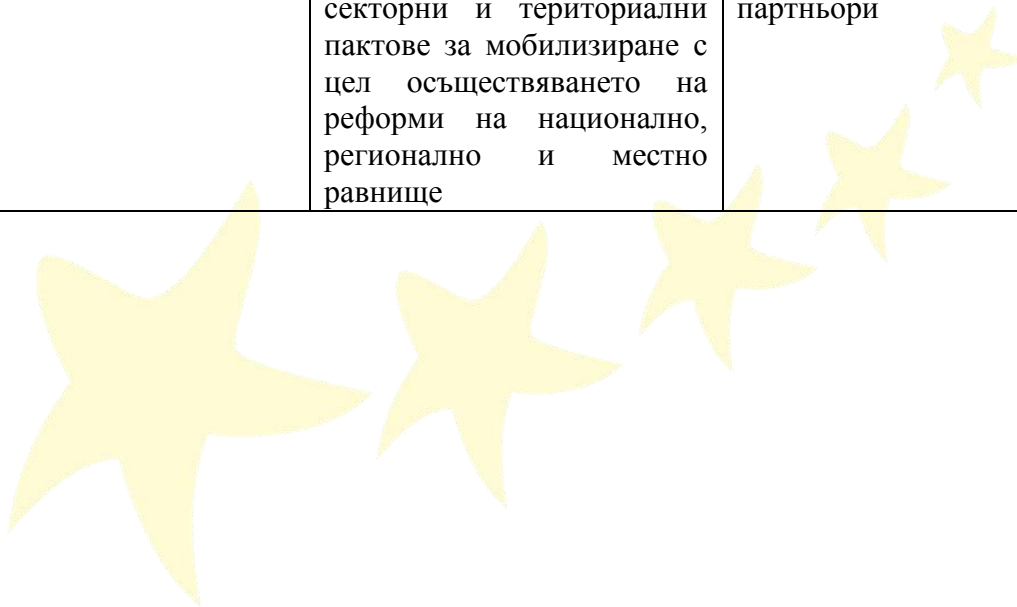 секторни и териториални
пактове за мобилизиране с
цел осъществяването на
реформи на национално,
регионално и местно
равнище
партньори